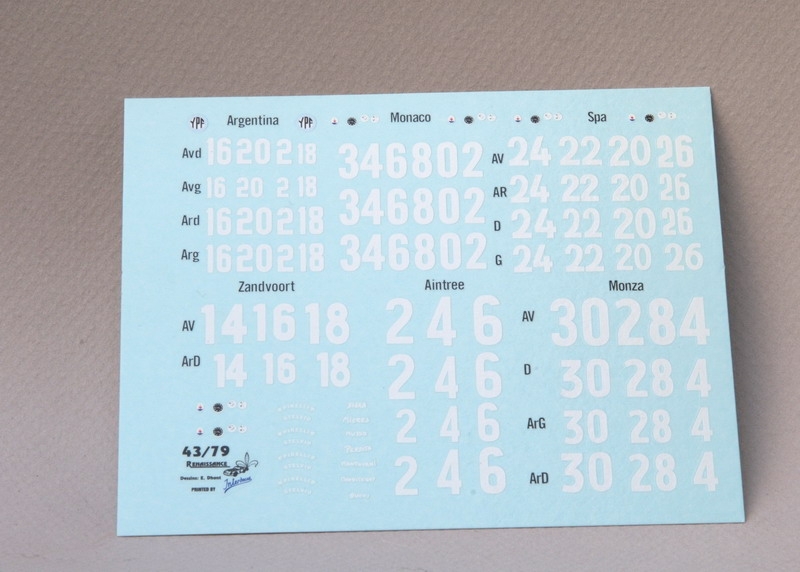 YPF Argentina YPF Monaco Spa
Avd 16 20 2 18
Avg 16 20 2 18
Ard 16 20 2 18
Arg 16 20 2 18
346802
346802
346802
AV 24 22 20 26
AR 24 22 20 26
D 24 22 20 26
G 24 22 20 26
Zandvoort
AV 14 16 18
ArD 14 16 18
Aintree
2 4 6
2 4 6
2 4 6
2 4 6
Monza
AV 30 28 4
D 30 28 4
ArG 30 28 4
ArD 30 28 4
43/79
RENAISSANCE
PRINTED BY